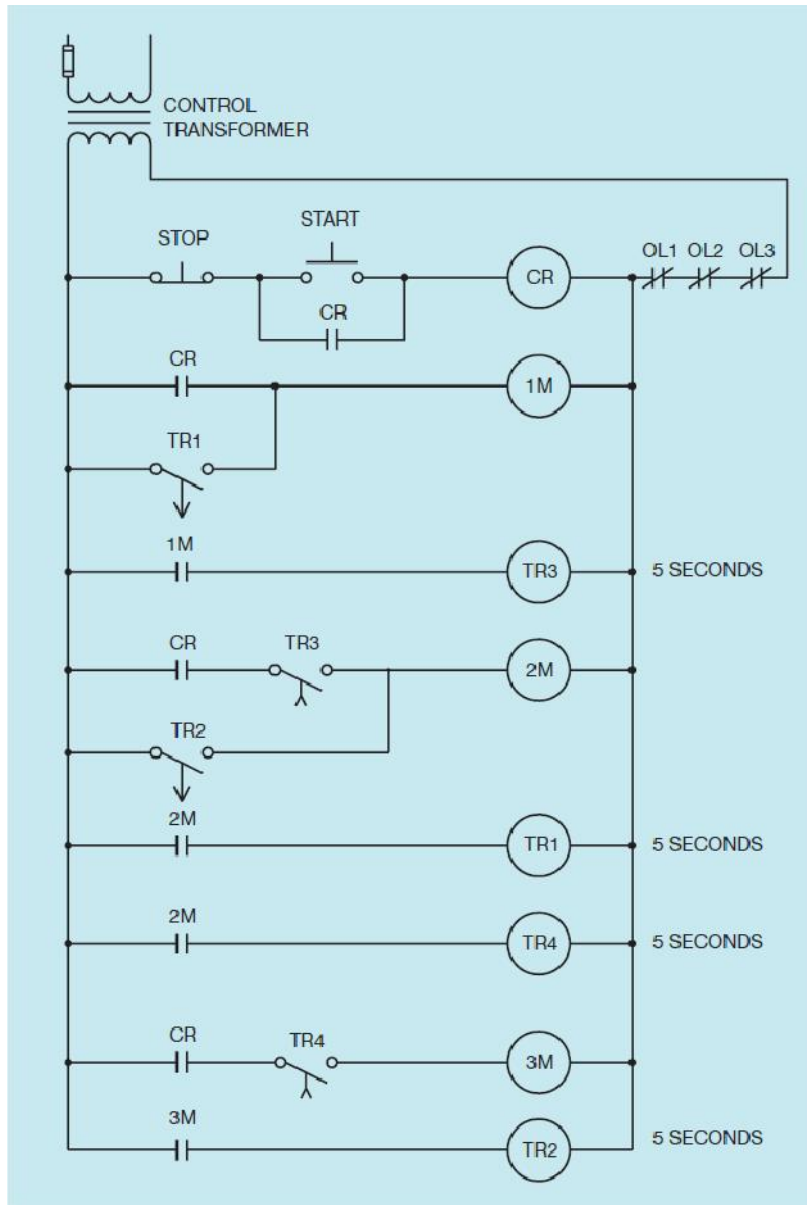 CONTROL
TRANSFORMER
START
STOP
OL1 OL2 OL3
CR
CR
CR
1M
TR1
1M
TR3
5 SECONDS
CR
TR3
2M
TR2
2M
TR1
5 SECONDS
2M
TR4
5 SECONDS
CR
TR4
3M
3M
TR2
5 SECONDS